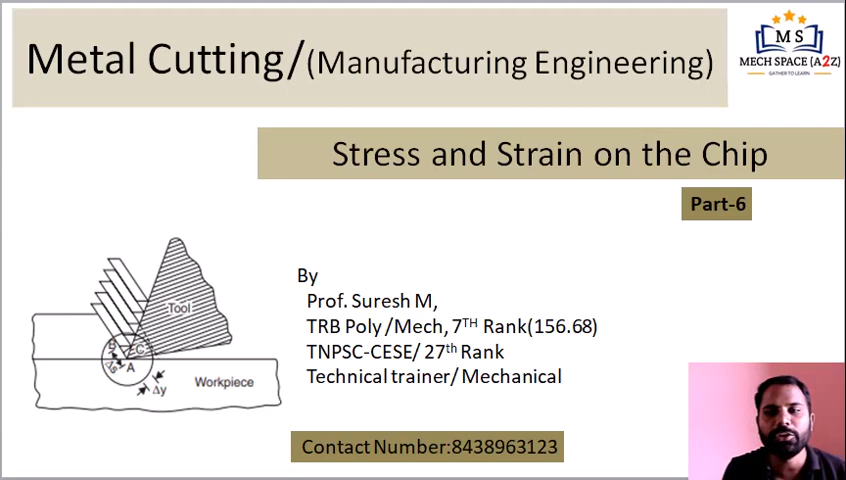 Metal Cutting/(Manufacturing Engineering)
M S
MECH SPACE (A2Z)
GATHER TO LEARN
Stress and Strain on the Chip
Part-6
Tool
B
C
Δs
A
Δy
Workpiece
By
Prof. Suresh M,
TRB Poly /Mech, 7TH Rank(156.68)
TNPSC-CESE/ 27th Rank
Technical trainer/ Mechanical
Contact Number:8438963123